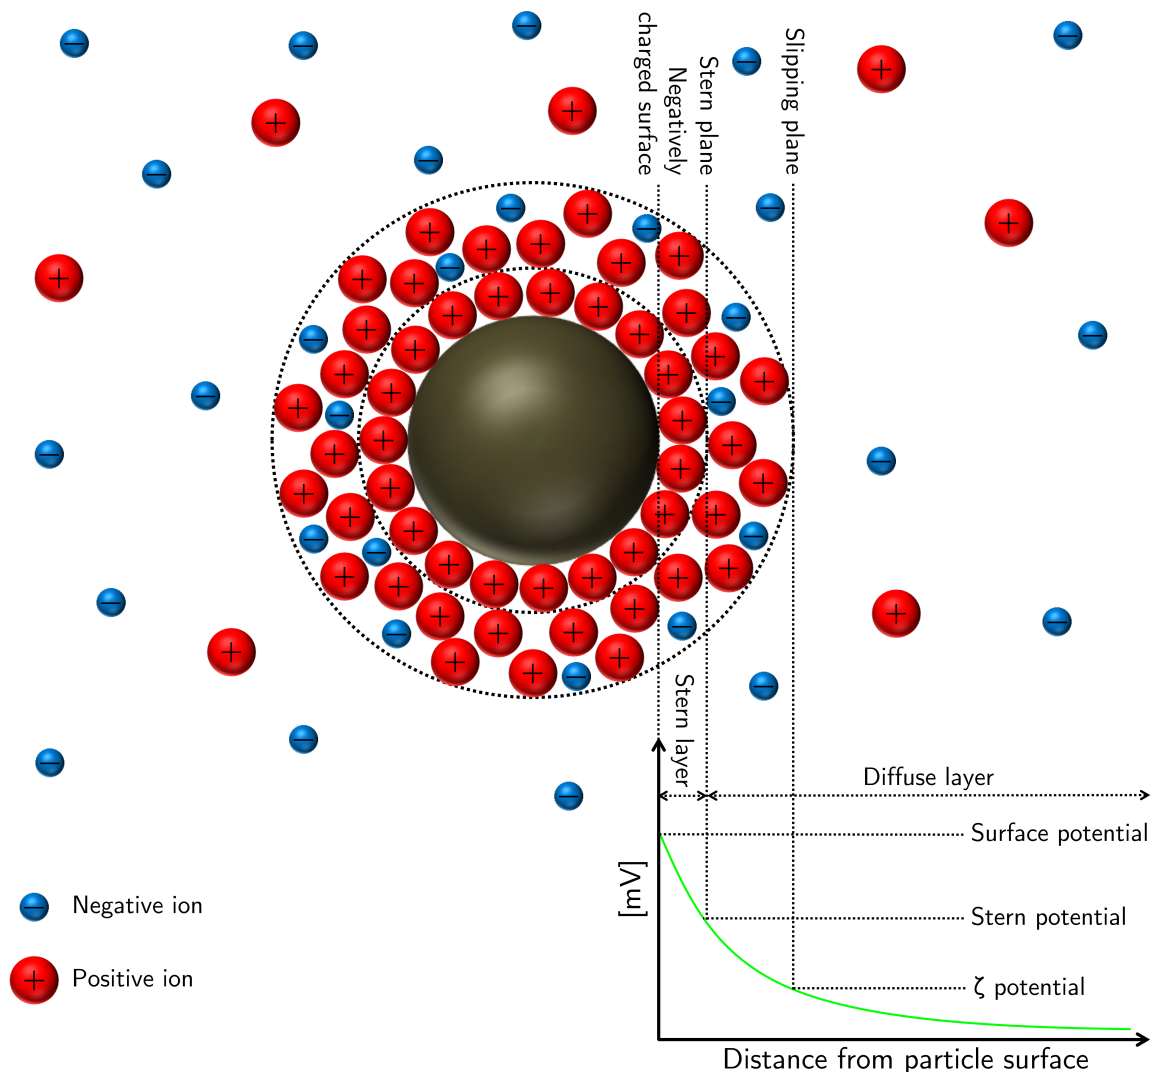 Negatively
charged surface
Stern plane
Slipping plane
Stern layer
Diffuse layer
Surface potential
[mV]
Stern potential
ζ potential
Distance from particle surface
Negative ion
Positive ion